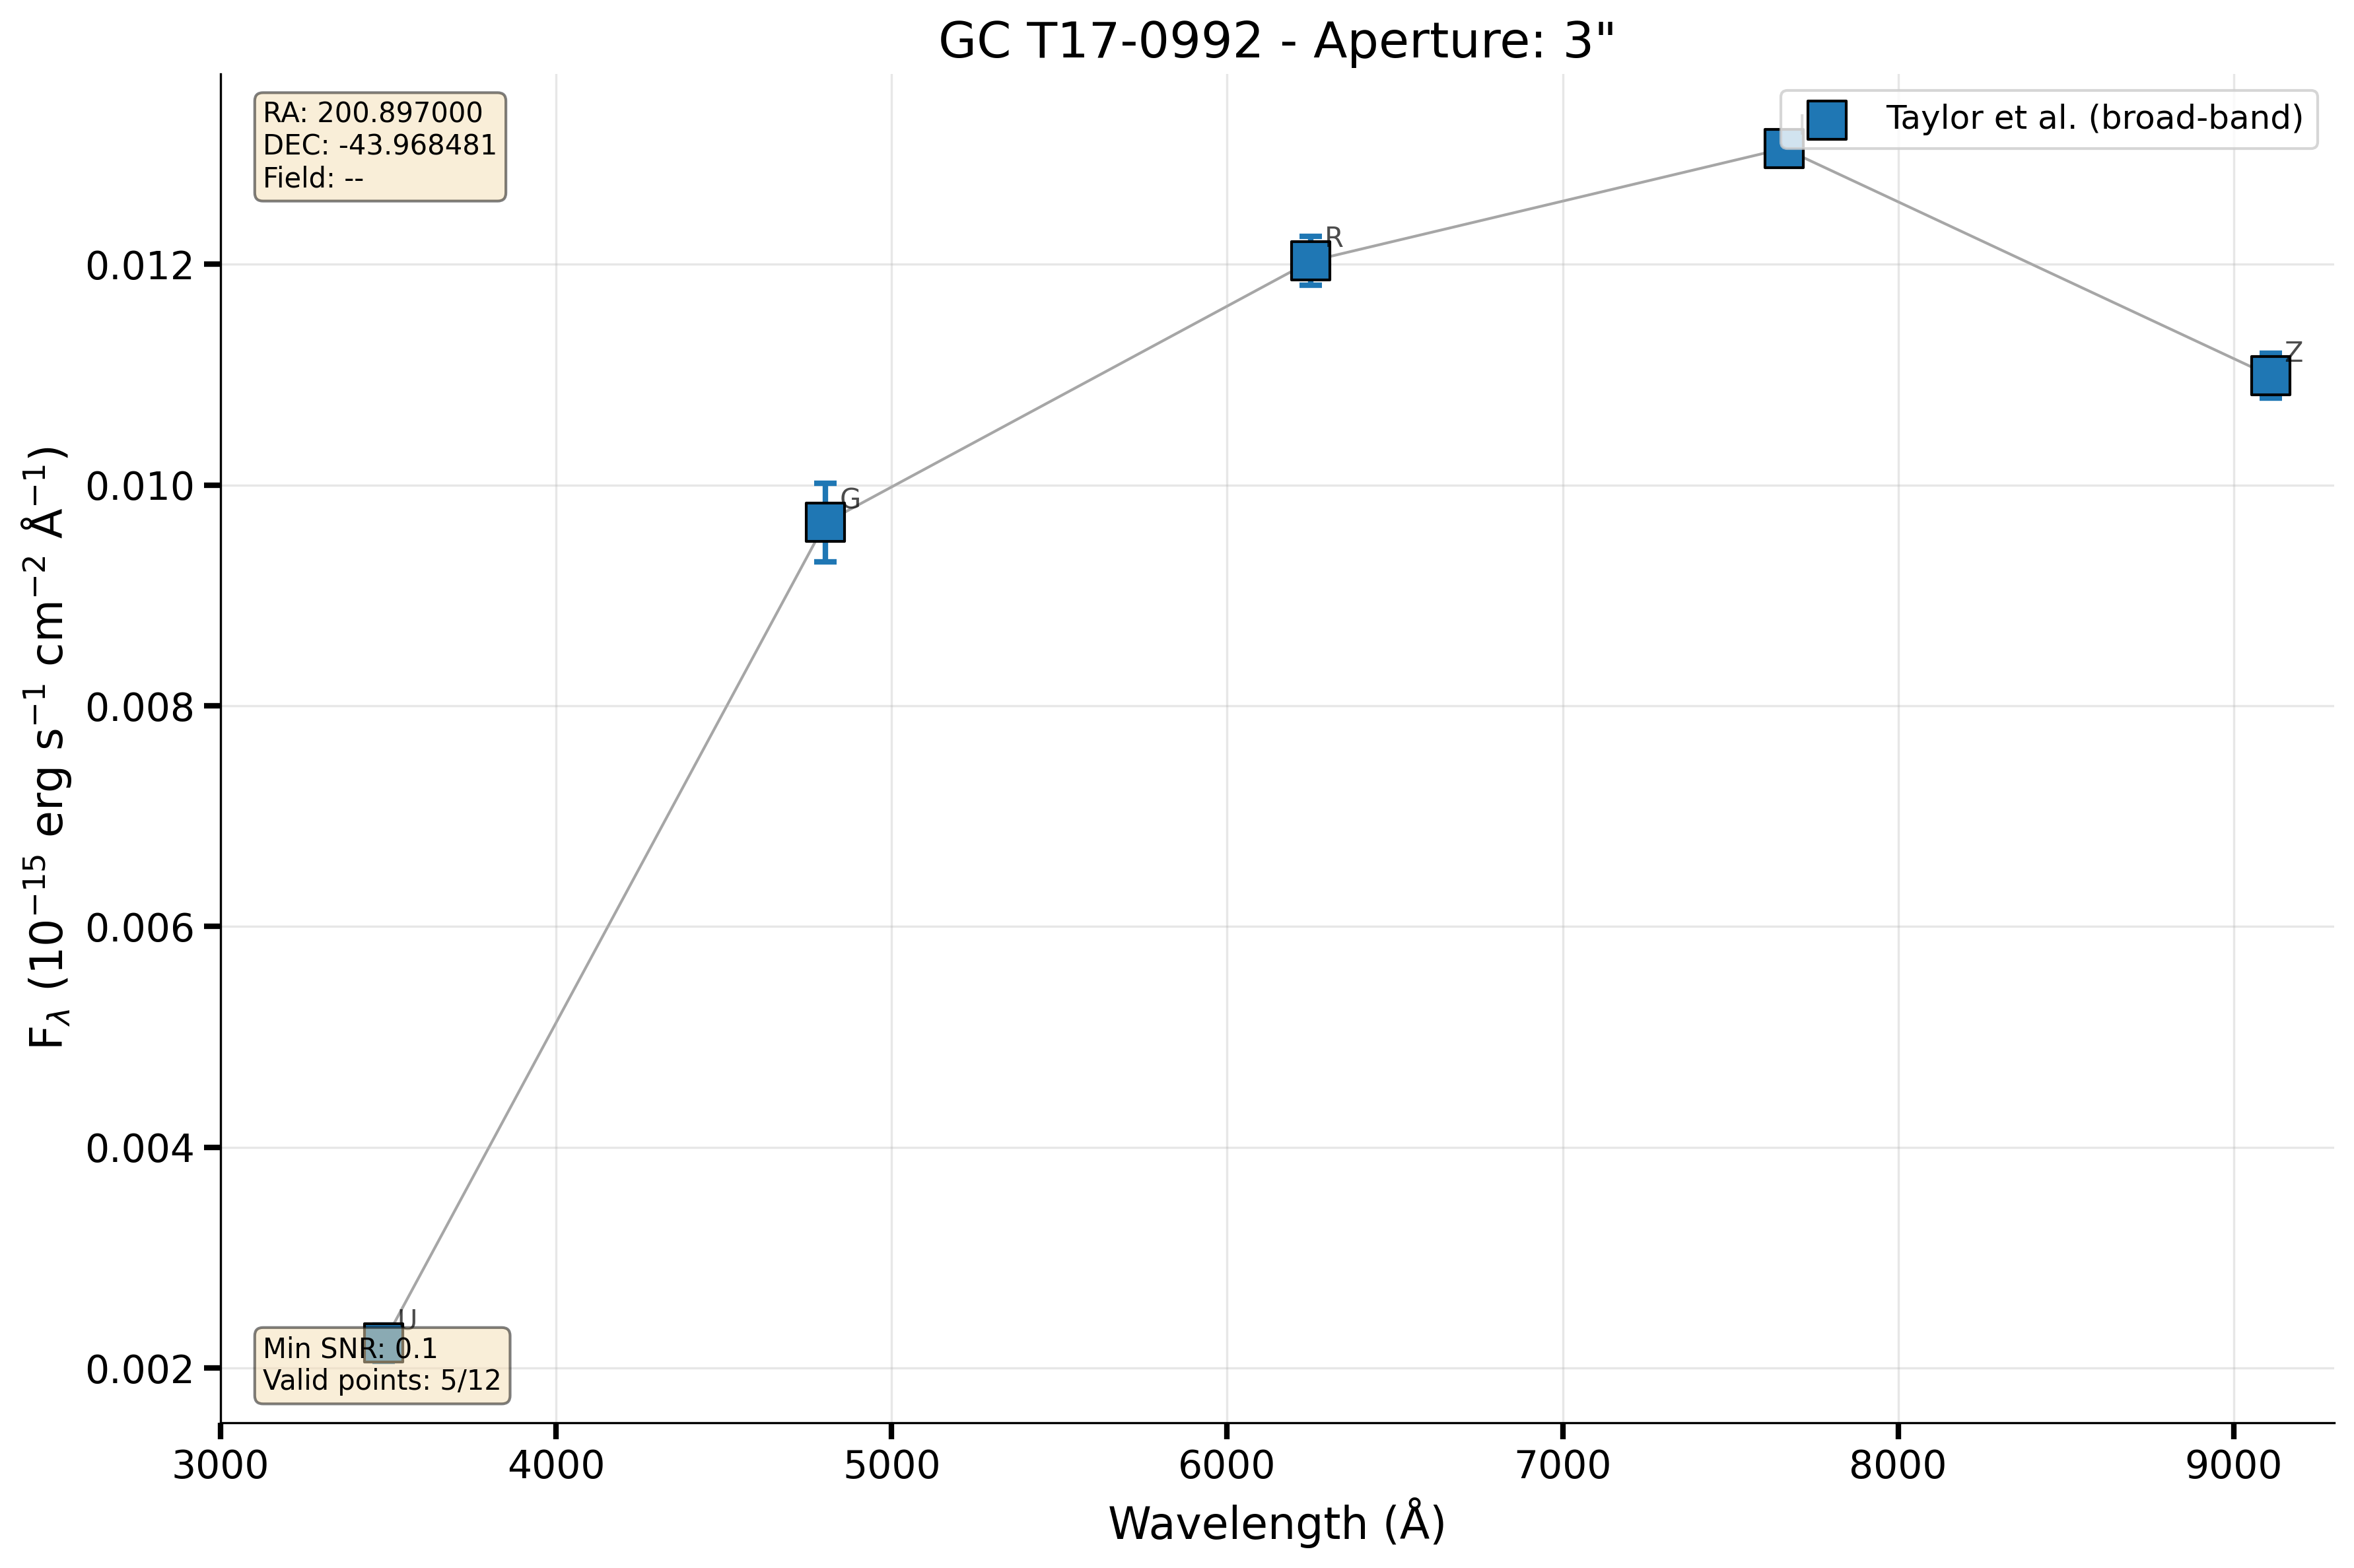 GC T17-0992 - Aperture: 3"
RA: 200.897000
DEC: -43.968481
Field: --
Taylor et al. (broad-band)
R
Z
G
U
Min SNR: 0.1
Valid points: 5/12
0.012
0.010
0.008
0.006
0.004
0.002
3000 4000 5000 6000 7000 8000 9000
Wavelength (Å)
Fλ (10⁻¹⁵ erg s⁻¹ cm⁻² Å⁻¹)